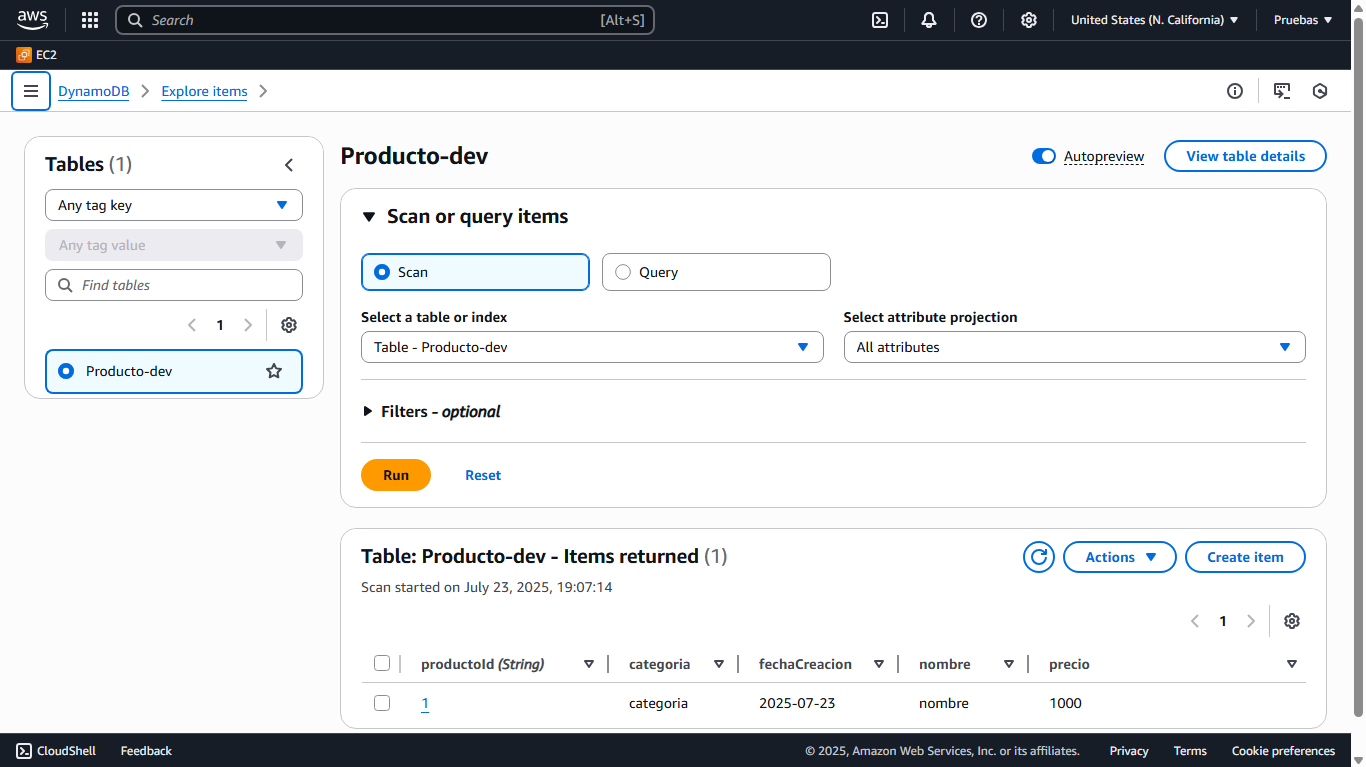 aws
Search [Alt+S]
United States (N. California)
Pruebas
EC2
DynamoDB
Explore items
Tables (1)
Any tag key
Any tag value
Find tables
1
Producto-dev
Producto-dev
Autopreview
View table details
Scan or query items
Scan
Query
Select a table or index
Table - Producto-dev
Select attribute projection
All attributes
Filters - optional
Run
Reset
Table: Producto-dev - Items returned (1)
Scan started on July 23, 2025, 19:07:14
Actions
Create item
1
productoId (String) categoria fechaCreacion nombre precio
1 categoria 2025-07-23 nombre 1000
CloudShell
Feedback
© 2025, Amazon Web Services, Inc. or its affiliates.
Privacy
Terms
Cookie preferences